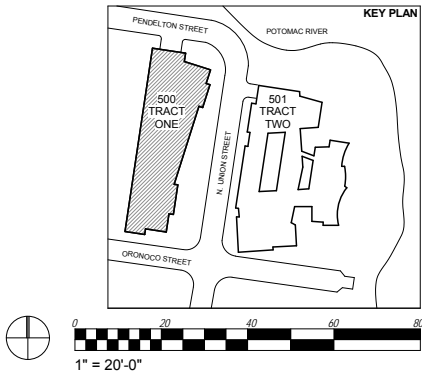 KEY PLAN
PENDELTON STREET
POTOMAC RIVER
500
TRACT
ONE
501
TRACT
TWO
N. UNION STREET
ORONOCO STREET
0 20 40 60 80
1" = 20'-0"